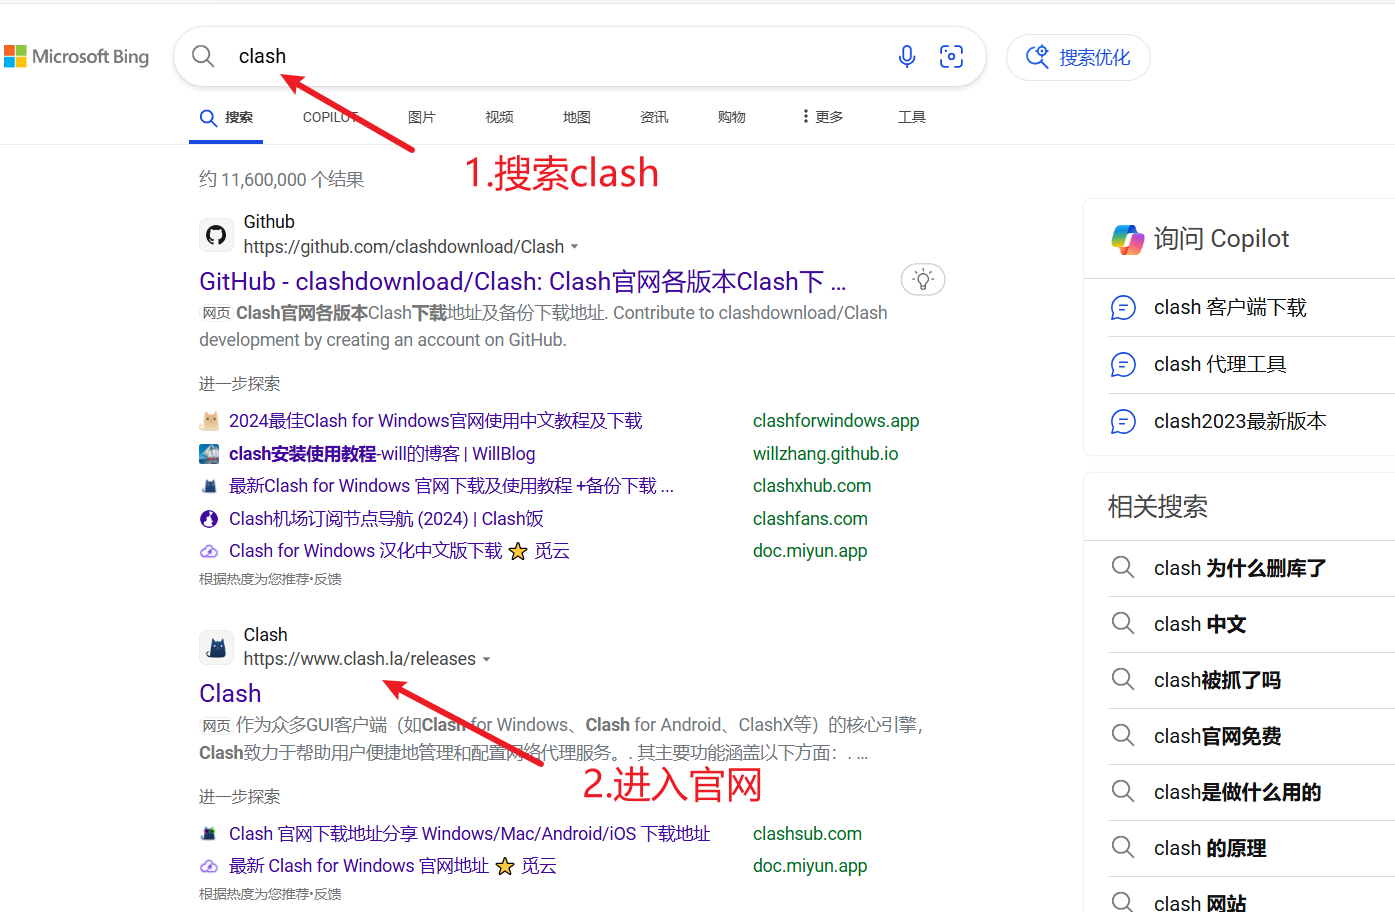 Microsoft Bing
clash
搜索优化
搜索
COPILOT
图片
视频
地图
资讯
购物
更多
工具
1.搜索clash
约 11,600,000 个结果
Github
https://github.com/clashdownload/Clash
GitHub - clashdownload/Clash: Clash官网各版本Clash下 ...
网页 Clash官网各版本Clash下载地址及备份下载地址. Contribute to clashdownload/Clash
development by creating an account on GitHub.
进一步探索
2024最佳Clash for Windows官网使用中文教程及下载 clashforwindows.app
clash安装使用教程-will的博客 | WillBlog willzhang.github.io
最新Clash for Windows 官网下载及使用教程 +备份下载 ... clashxhub.com
Clash机场订阅节点导航 (2024) | Clash饭 clashfans.com
Clash for Windows 汉化中文版下载 ⭐ 觅云 doc.miyun.app
根据热度为您推荐•反馈
Clash
https://www.clash.la/releases
Clash
网页 作为众多GUI客户端（如Clash for Windows、Clash for Android、ClashX等）的核心引擎，
Clash致力于帮助用户便捷地管理和配置网络代理服务。. 其主要功能涵盖以下方面：. ...
2.进入官网
进一步探索
Clash 官网下载地址分享 Windows/Mac/Android/iOS 下载地址 clashsub.com
最新 Clash for Windows 官网地址 ⭐ 觅云 doc.miyun.app
根据热度为您推荐•反馈
询问 Copilot
clash 客户端下载
clash 代理工具
clash2023最新版本
相关搜索
clash 为什么删库了
clash 中文
clash被抓了吗
clash官网免费
clash是做什么用的
clash 的原理
clash 网站